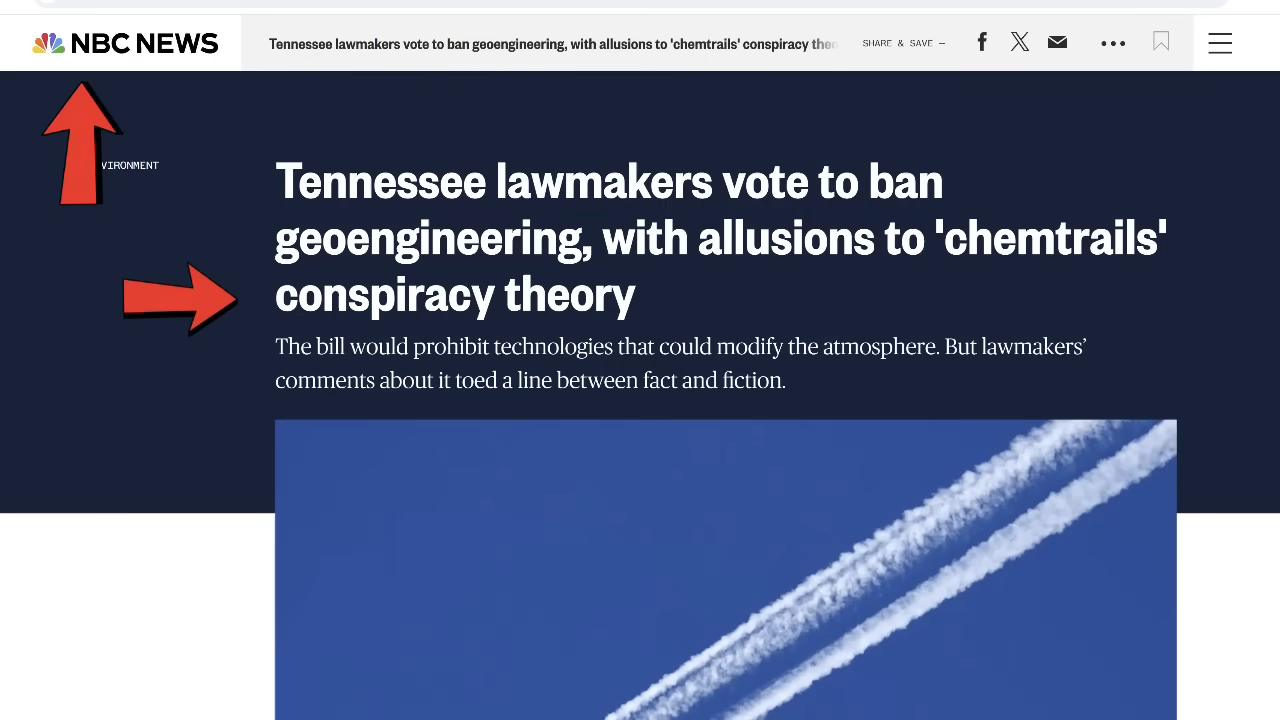 NBC NEWS
Tennessee lawmakers vote to ban geoengineering, with allusions to 'chemtrails' conspiracy
SHARE & SAVE —
VIRONMENT
Tennessee lawmakers vote to ban
geoengineering, with allusions to 'chemtrails'
conspiracy theory
The bill would prohibit technologies that could modify the atmosphere. But lawmakers’
comments about it toed a line between fact and fiction.